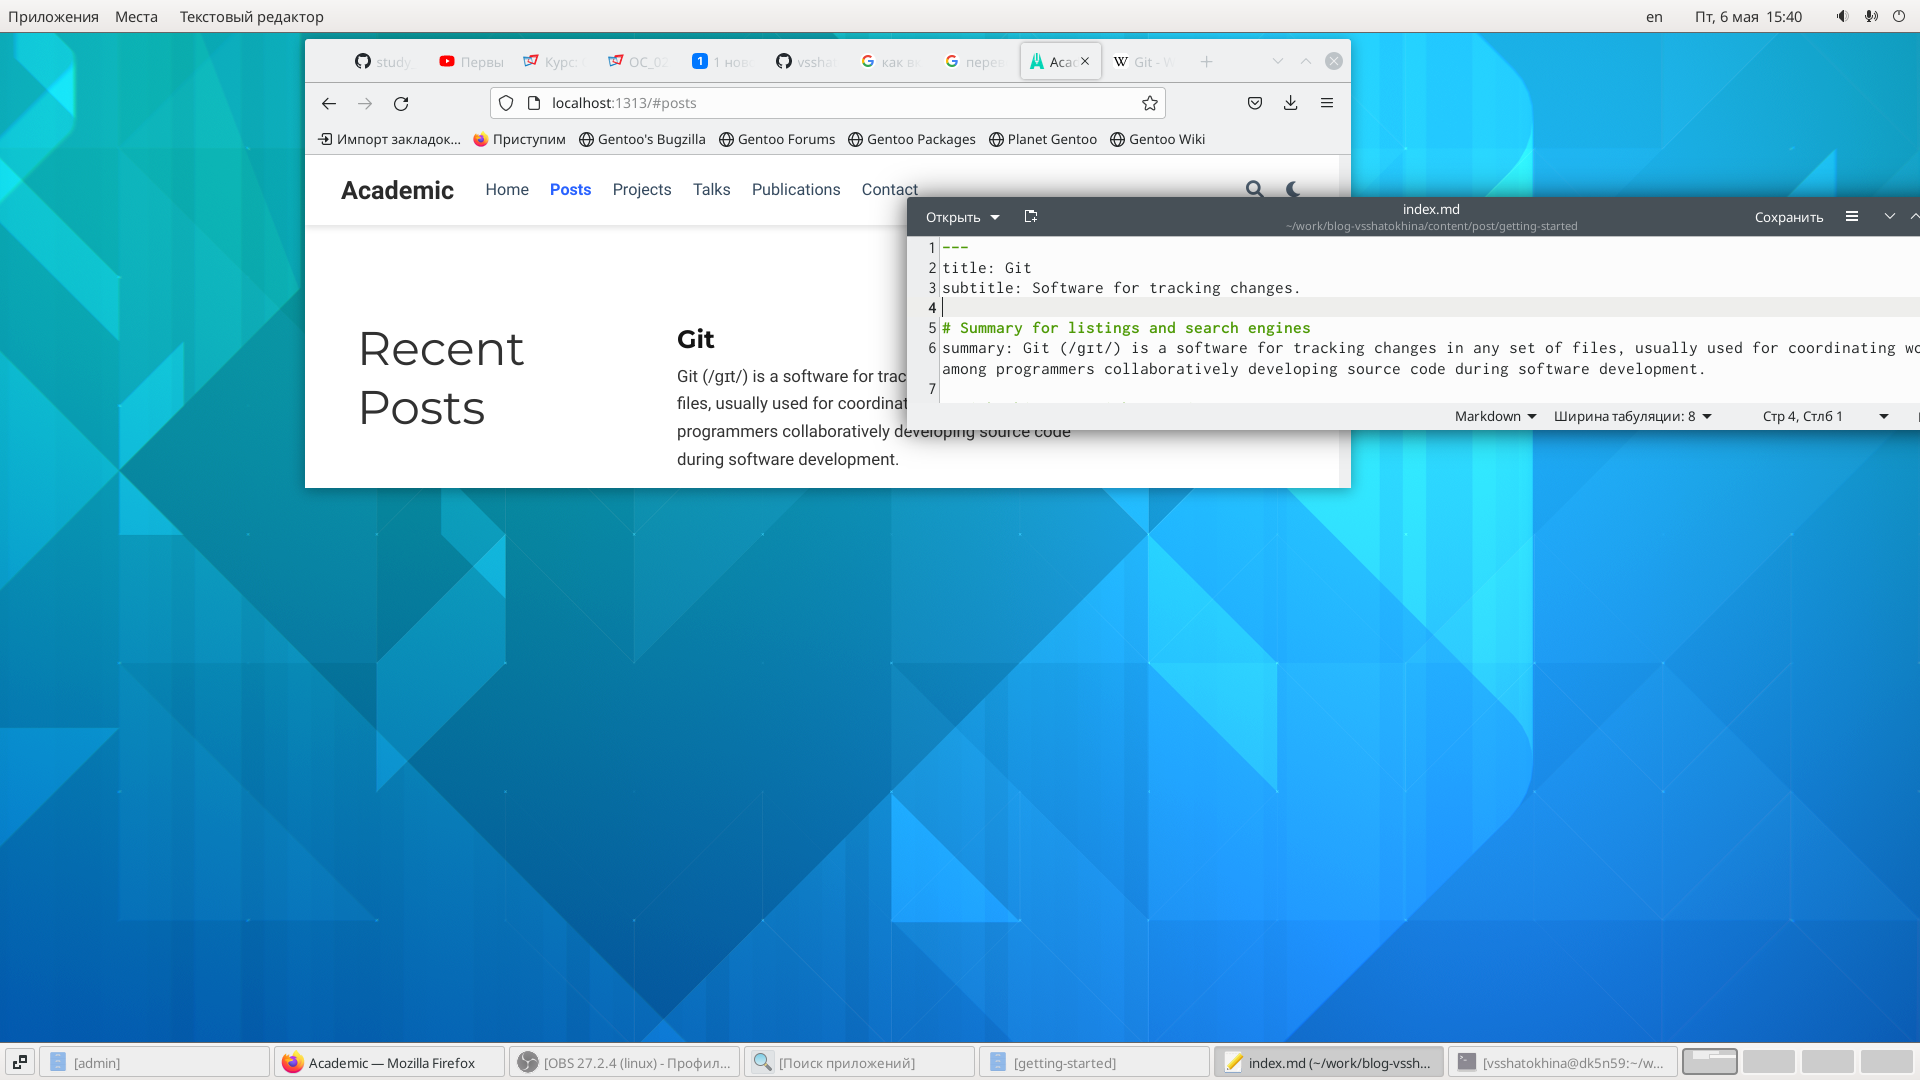 Приложения Места Текстовый редактор en Пт, 6 мая 15:40
study Первы Курс: ОС_02 1 нов vsshat как в перев Acac Git - W
localhost:1313/#posts
Импорт закладок... Приступим Gentoo's Bugzilla Gentoo Forums Gentoo Packages Planet Gentoo Gentoo Wiki
Academic Home Posts Projects Talks Publications Contact
Recent
Posts
Git
Git (/gɪt/) is a software for trac
files, usually used for coordinat
programmers collaboratively developing source code
during software development.
Открыть index.md Сохранить
~/work/blog-vsshatokhina/content/post/getting-started
1 ---
2 title: Git
3 subtitle: Software for tracking changes.
4
5 # Summary for listings and search engines
6 summary: Git (/gɪt/) is a software for tracking changes in any set of files, usually used for coordinating wo
among programmers collaboratively developing source code during software development.
7
Markdown Ширина табуляции: 8 Стр 4, Стлб 1
[admin] Academic — Mozilla Firefox [OBS 27.2.4 (linux) - Профил... [Поиск приложений] [getting-started] index.md (~/work/blog-vssh... [vsshatokhina@dk5n59:~/w...